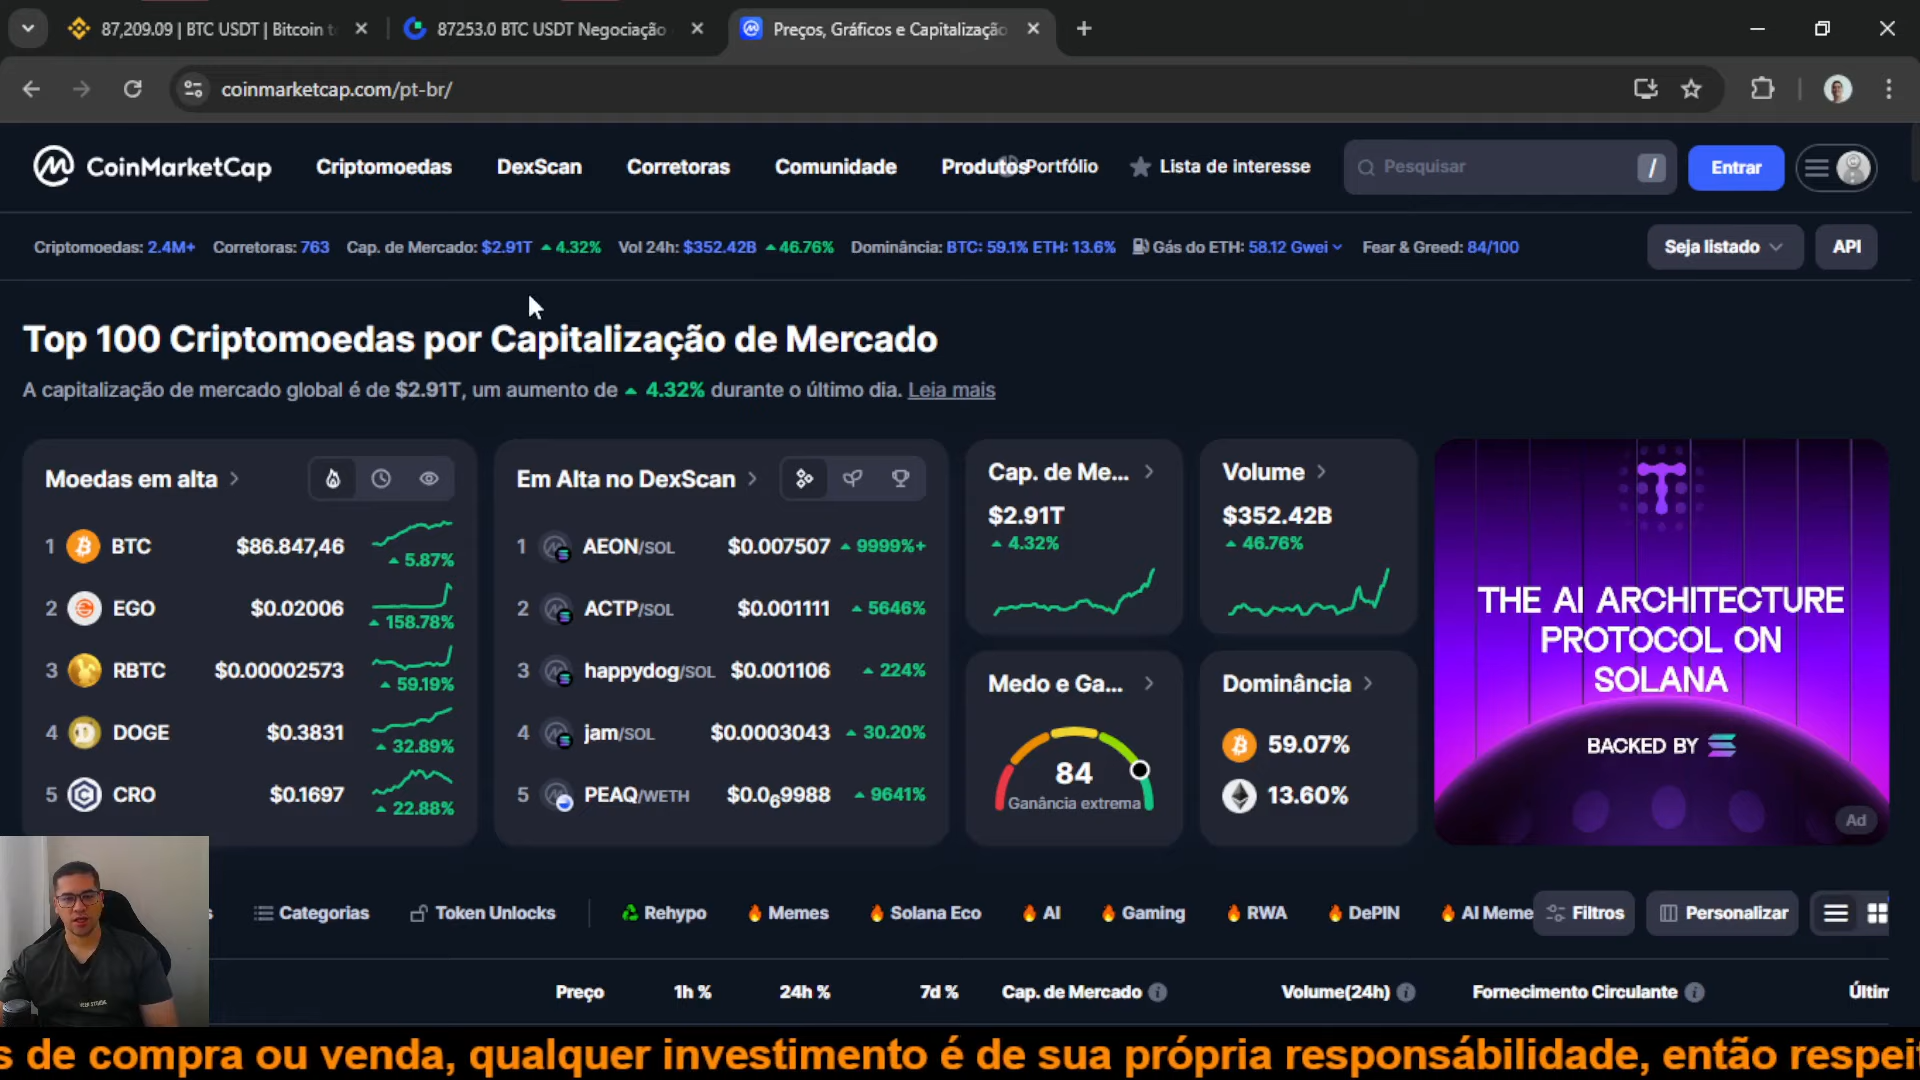 87,209.09 | BTC USDT | Bitcoin t
87253.0 BTC USDT Negociação
Preços, Gráficos e Capitalização
coinmarketcap.com/pt-br/
CoinMarketCap
Criptomoedas
DexScan
Corretoras
Comunidade
Produtos
Portfólio
Lista de interesse
Pesquisar
/
Entrar
Criptomoedas: 2.4M+ Corretoras: 763 Cap. de Mercado: $2.91T 4.32% Vol 24h: $352.42B 46.76% Dominância: BTC: 59.1% ETH: 13.6% Gás do ETH: 58.12 Gwei Fear & Greed: 84/100
Seja listado
API
Top 100 Criptomoedas por Capitalização de Mercado
A capitalização de mercado global é de $2.91T, um aumento de 4.32% durante o último dia. Leia mais
Moedas em alta
1 BTC $86.847,46 5.87%
2 EGO $0.02006 158.78%
3 RBTC $0.00002573 59.19%
4 DOGE $0.3831 32.89%
5 CRO $0.1697 22.88%
Em Alta no DexScan
1 AEON/SOL $0.007507 9999%+
2 ACTP/SOL $0.001111 5646%
3 happydog/SOL $0.001106 224%
4 jam/SOL $0.0003043 30.20%
5 PEAQ/WETH $0.0₆9988 9641%
Cap. de Me...
$2.91T
4.32%
Volume
$352.42B
46.76%
Medo e Ga...
84
Ganância extrema
Dominância
59.07%
13.60%
THE AI ARCHITECTURE
PROTOCOL ON
SOLANA
BACKED BY
Ad
s
Categorias
Token Unlocks
Rehypo
Memes
Solana Eco
AI
Gaming
RWA
DePIN
AI Meme
Filtros
Personalizar
Preço 1h % 24h % 7d % Cap. de Mercado Volume(24h) Fornecimento Circulante Últim
s de compra ou venda, qualquer investimento é de sua própria responsábilidade, então respei